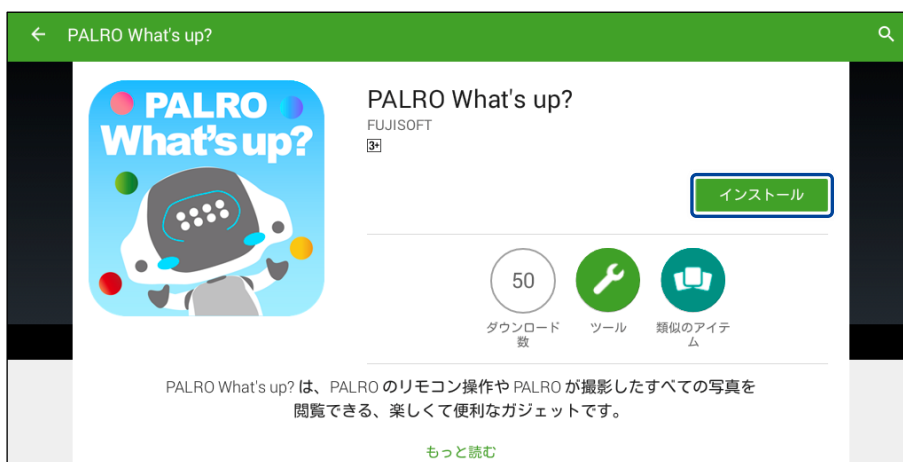 PALRO What's up?
PALRO
What's up?
PALRO What's up?
FUJISOFT
3+
インストール
50
ダウンロード
数
ツール
類似のアイテ
ム
PALRO What's up? は、PALRO のリモコン操作や PALRO が撮影したすべての写真を
閲覧できる、楽しくて便利なガジェットです。
もっと読む